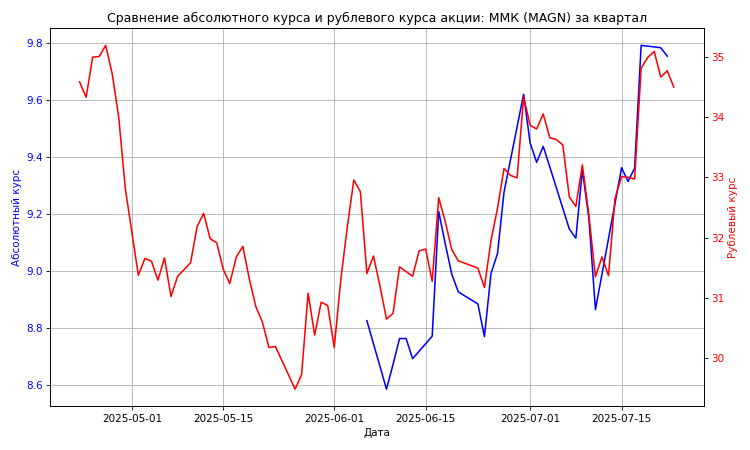 Сравнение абсолютного курса и рублевого курса акции: ММК (MAGN) за квартал
9.8
9.6
9.4
9.2
9.0
8.8
8.6
Абсолютный курс
35
34
33
32
31
30
Рублевый курс
2025-05-01 2025-05-15 2025-06-01 2025-06-15 2025-07-01 2025-07-15
Дата